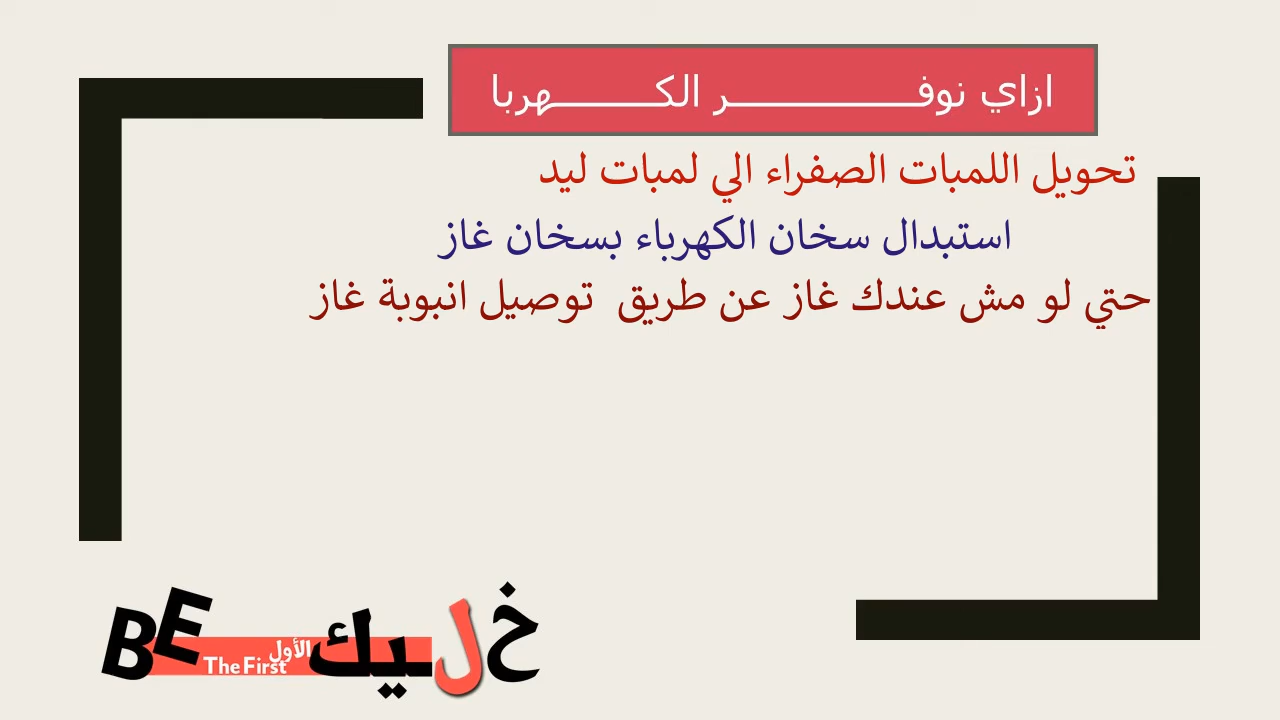 ازاي نوفـــــــــــــــر الكـــــــــهربا
تحويل اللمبات الصفراء الي لمبات ليد
استبدال سخان الكهرباء بسخان غاز
حتي لو مش عندك غاز عن طريق توصيل انبوبة غاز
خليك الأول
BE The First